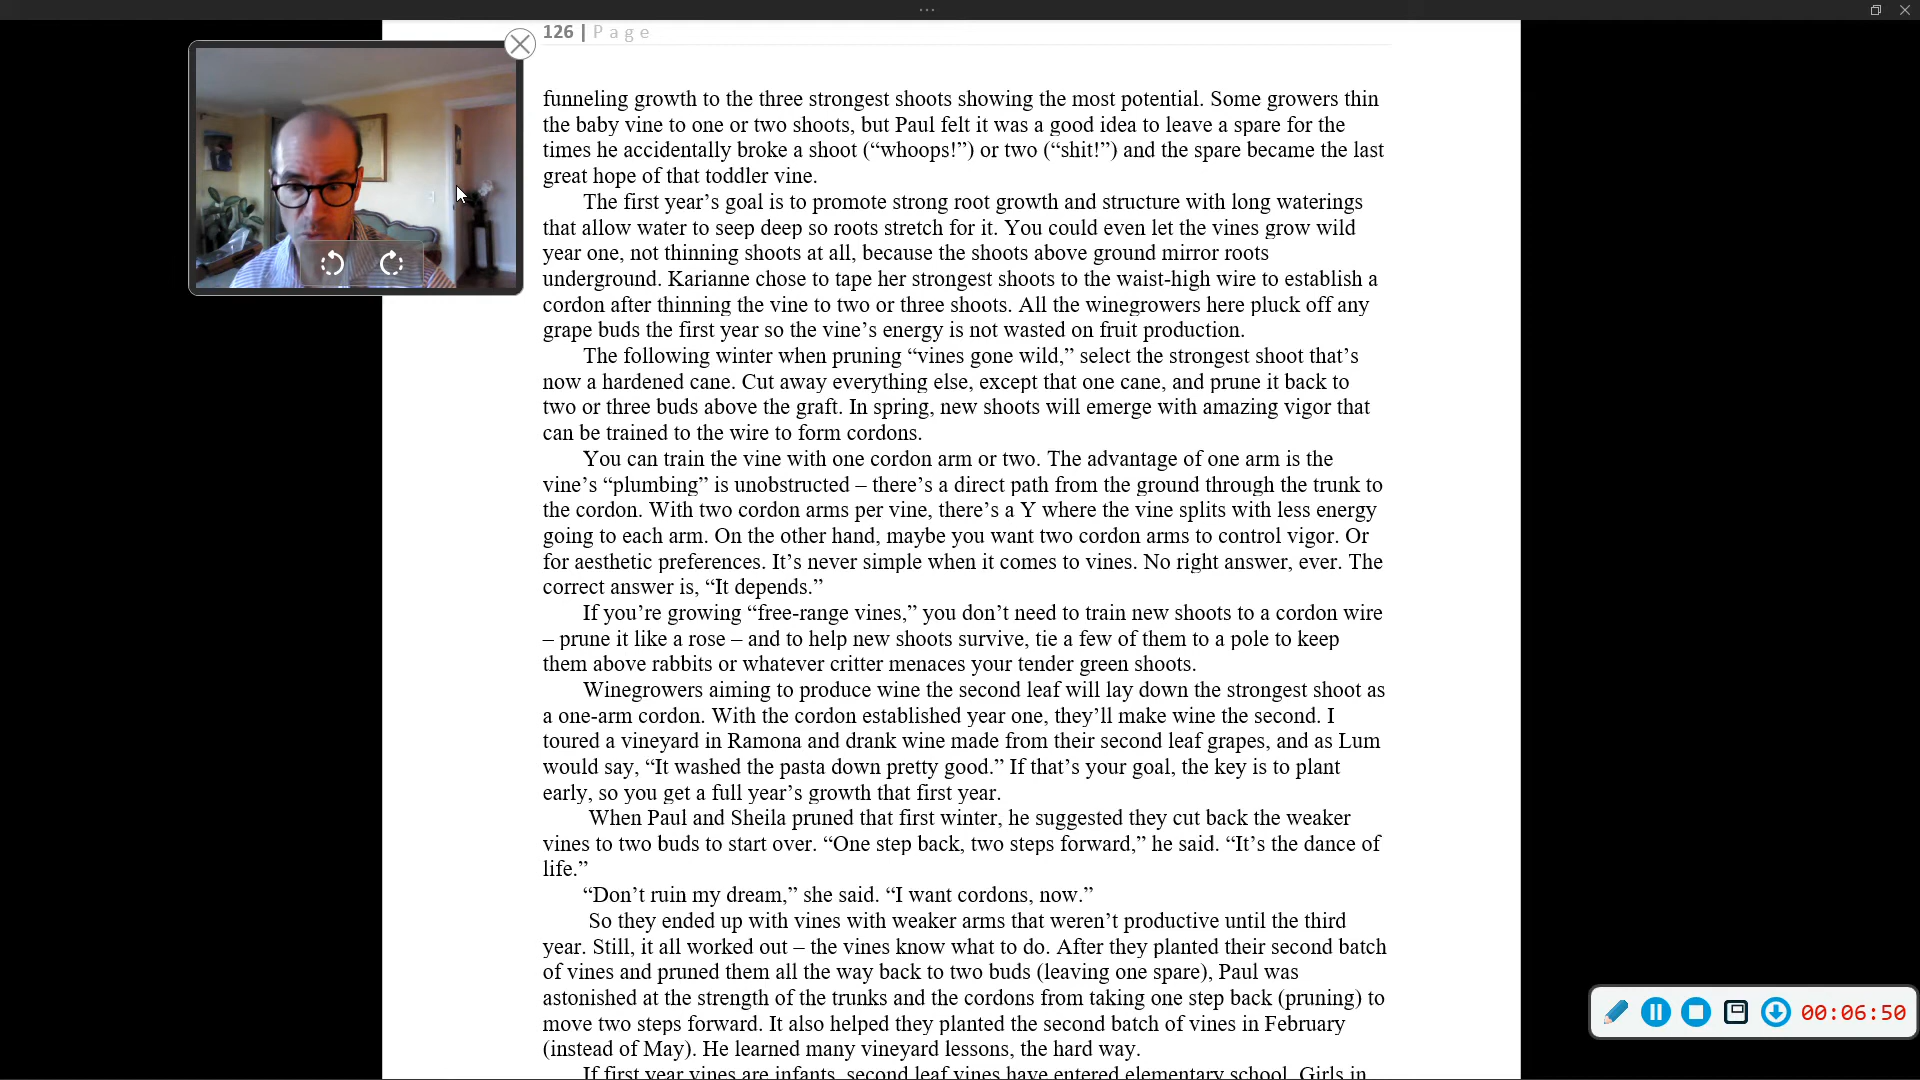 126 | Page
funneling growth to the three strongest shoots showing the most potential. Some growers thin
the baby vine to one or two shoots, but Paul felt it was a good idea to leave a spare for the
times he accidentally broke a shoot (“whoops!”) or two (“shit!”) and the spare became the last
great hope of that toddler vine.
The first year’s goal is to promote strong root growth and structure with long waterings
that allow water to seep deep so roots stretch for it. You could even let the vines grow wild
year one, not thinning shoots at all, because the shoots above ground mirror roots
underground. Karianne chose to tape her strongest shoots to the waist-high wire to establish a
cordon after thinning the vine to two or three shoots. All the winegrowers here pluck off any
grape buds the first year so the vine’s energy is not wasted on fruit production.
The following winter when pruning “vines gone wild,” select the strongest shoot that’s
now a hardened cane. Cut away everything else, except that one cane, and prune it back to
two or three buds above the graft. In spring, new shoots will emerge with amazing vigor that
can be trained to the wire to form cordons.
You can train the vine with one cordon arm or two. The advantage of one arm is the
vine’s “plumbing” is unobstructed – there’s a direct path from the ground through the trunk to
the cordon. With two cordon arms per vine, there’s a Y where the vine splits with less energy
going to each arm. On the other hand, maybe you want two cordon arms to control vigor. Or
for aesthetic preferences. It’s never simple when it comes to vines. No right answer, ever. The
correct answer is, “It depends.”
If you’re growing “free-range vines,” you don’t need to train new shoots to a cordon wire
– prune it like a rose – and to help new shoots survive, tie a few of them to a pole to keep
them above rabbits or whatever critter menaces your tender green shoots.
Winegrowers aiming to produce wine the second leaf will lay down the strongest shoot as
a one-arm cordon. With the cordon established year one, they’ll make wine the second. I
toured a vineyard in Ramona and drank wine made from their second leaf grapes, and as Lum
would say, “It washed the pasta down pretty good.” If that’s your goal, the key is to plant
early, so you get a full year’s growth that first year.
When Paul and Sheila pruned that first winter, he suggested they cut back the weaker
vines to two buds to start over. “One step back, two steps forward,” he said. “It’s the dance of
life.”
“Don’t ruin my dream,” she said. “I want cordons, now.”
So they ended up with vines with weaker arms that weren’t productive until the third
year. Still, it all worked out – the vines know what to do. After they planted their second batch
of vines and pruned them all the way back to two buds (leaving one spare), Paul was
astonished at the strength of the trunks and the cordons from taking one step back (pruning) to
move two steps forward. It also helped they planted the second batch of vines in February
(instead of May). He learned many vineyard lessons, the hard way.
If first year vines are infants, second leaf vines have entered elementary school. Girls in
00:06:50